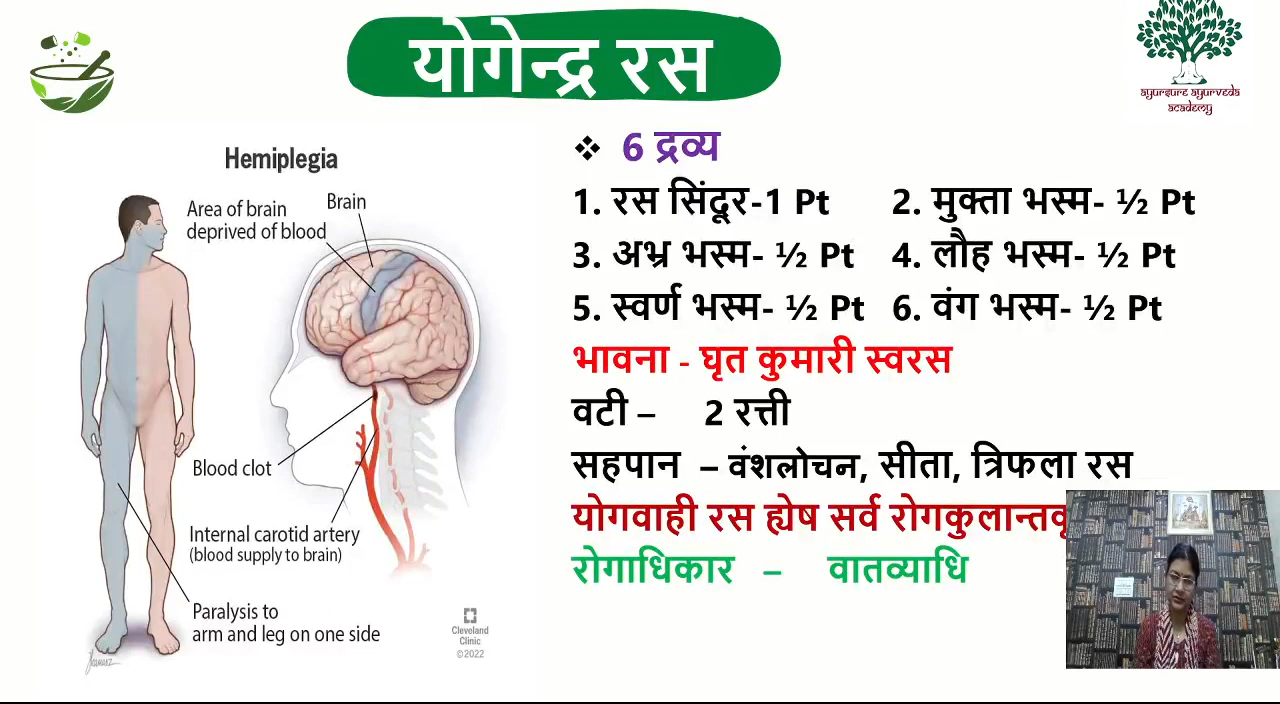 योगेन्द्र रस
ayursure ayurveda
academy
Hemiplegia
Area of brain
deprived of blood
Brain
Blood clot
Internal carotid artery
(blood supply to brain)
Paralysis to
arm and leg on one side
Cleveland
Clinic
©2022
❖ 6 द्रव्य
1. रस सिंदूर-1 Pt 2. मुक्ता भस्म- ½ Pt
3. अभ्र भस्म- ½ Pt 4. लौह भस्म- ½ Pt
5. स्वर्ण भस्म- ½ Pt 6. वंग भस्म- ½ Pt
भावना - घृत कुमारी स्वरस
वटी – 2 रत्ती
सहपान – वंशलोचन, सीता, त्रिफला रस
योगवाही रस ह्येष सर्व
रोगाधिकार – वातव्याधि